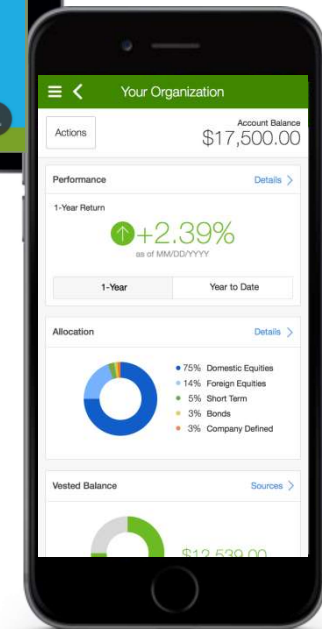 Your Organization
Actions
Account Balance
$17,500.00
Performance
Details >
1-Year Return
+2.39%
as of MM/DD/YYYY
1-Year
Year to Date
Allocation
Details >
75% Domestic Equities
14% Foreign Equities
5% Short Term
3% Bonds
3% Company Defined
Vested Balance
Sources >
$12,539.00